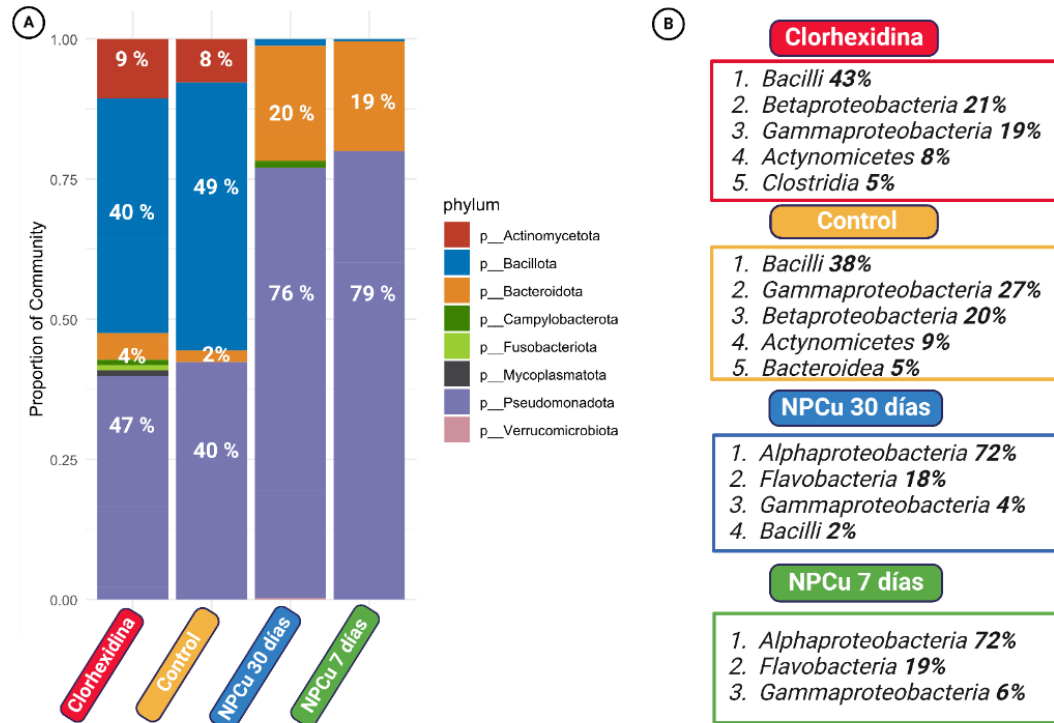 A
1.00
0.75
0.50
0.25
0.00
Proportion of Community
9 %
40 %
4%
47 %
8 %
49 %
2%
40 %
20 %
76 %
19 %
79 %
Clorhexidina
Control
NPCu 30 días
NPCu 7 días
phylum
p__Actinomycetota
p__Bacillota
p__Bacteroidota
p__Campylobacterota
p__Fusobacteriota
p__Mycoplasmatota
p__Pseudomonadota
p__Verrucomicrobiota
B
Clorhexidina
1. Bacilli 43%
2. Betaproteobacteria 21%
3. Gammaproteobacteria 19%
4. Actynomicetes 8%
5. Clostridia 5%
Control
1. Bacilli 38%
2. Gammaproteobacteria 27%
3. Betaproteobacteria 20%
4. Actynomicetes 9%
5. Bacteroidea 5%
NPCu 30 días
1. Alphaproteobacteria 72%
2. Flavobacteria 18%
3. Gammaproteobacteria 4%
4. Bacilli 2%
NPCu 7 días
1. Alphaproteobacteria 72%
2. Flavobacteria 19%
3. Gammaproteobacteria 6%